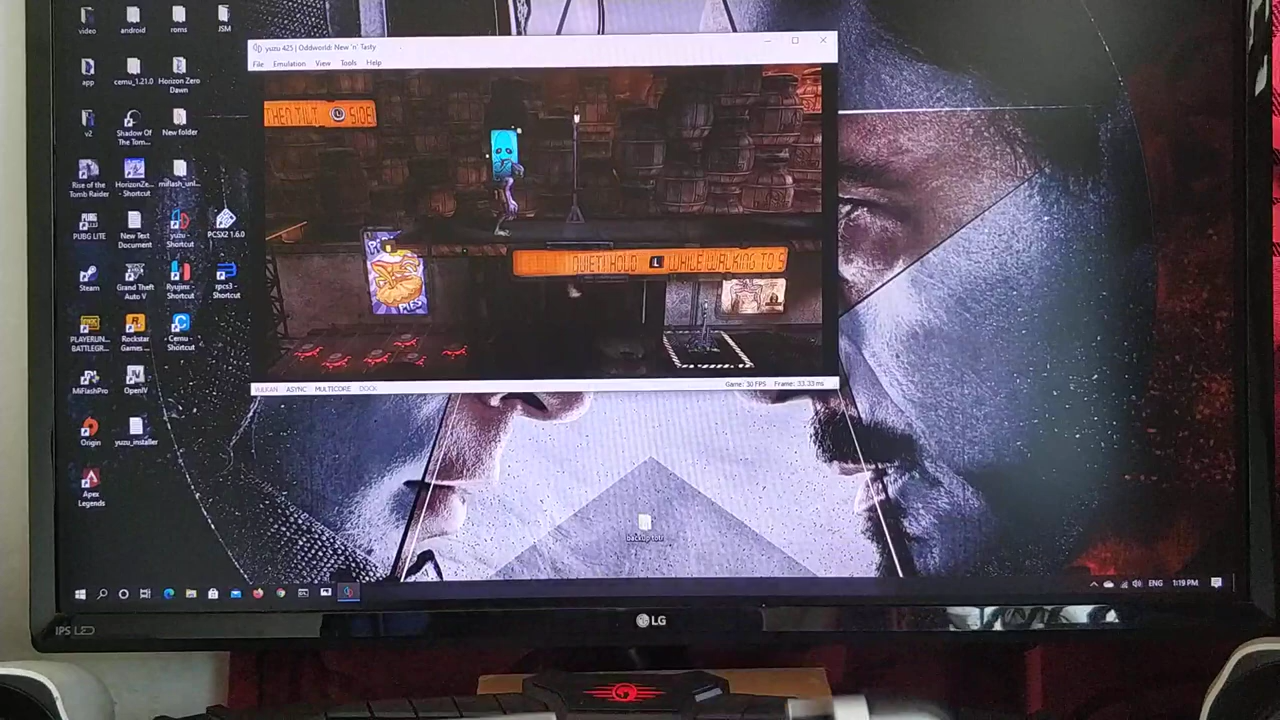 video
android
roms
JSM
app
cemu_1.21.0
Horizon Zero
Dawn
v2
Shadow Of
The Tom...
New folder
Rise of the
Tomb Raider
HorizonZe...
- Shortcut
miflash_unl...
PUBG LITE
New Text
Document
yuzu -
Shortcut
PCSX2 1.6.0
Steam
Grand Theft
Auto V
Ryujinx -
Shortcut
rpcs3 -
Shortcut
PLAYERUN...
BATTLEGR...
Rockstar
Games ...
Cemu -
Shortcut
MiFlashPro
OpenIV
Origin
yuzu_installer
Apex
Legends
yuzu 425 | Oddworld: New 'n' Tasty
File Emulation View Tools Help
THEN TILT L SIDE
QUIET! HOLD L WHILE WALKING TO S
VULKAN ASYNC MULTICORE DOCK
Game: 30 FPS Frame: 33.33 ms
ENG 1:19 PM
IPS LED
LG